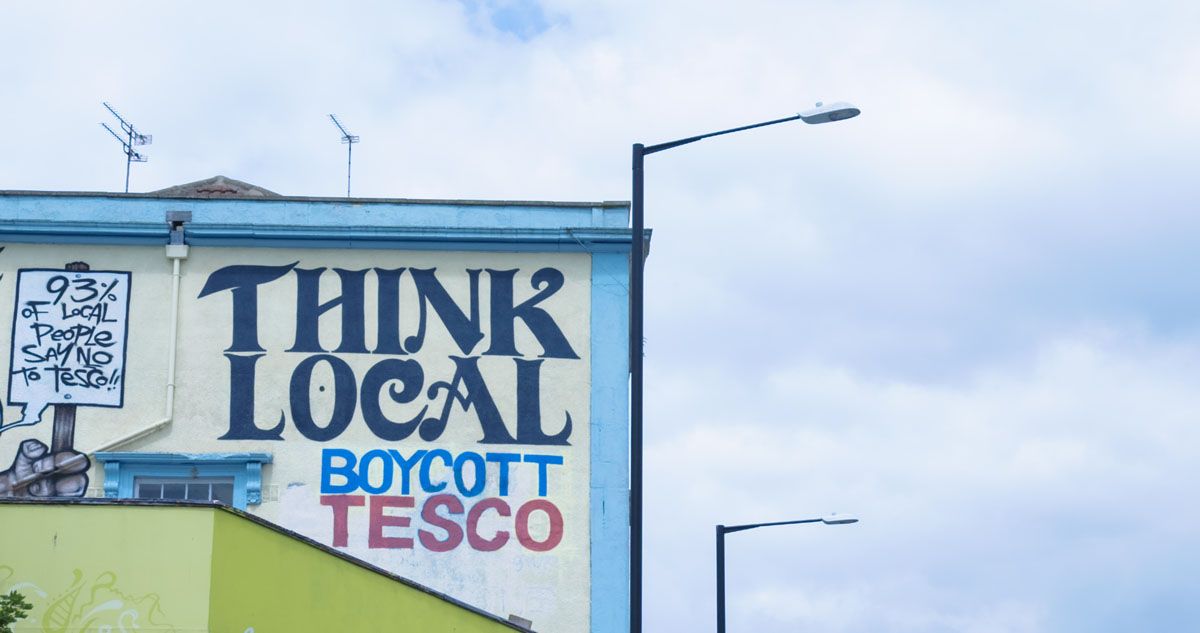 93%
OF LOCAL
PEOPLE
SAY NO
TO TESCO!!
THINK
LOCAL
BOYCOTT
TESCO